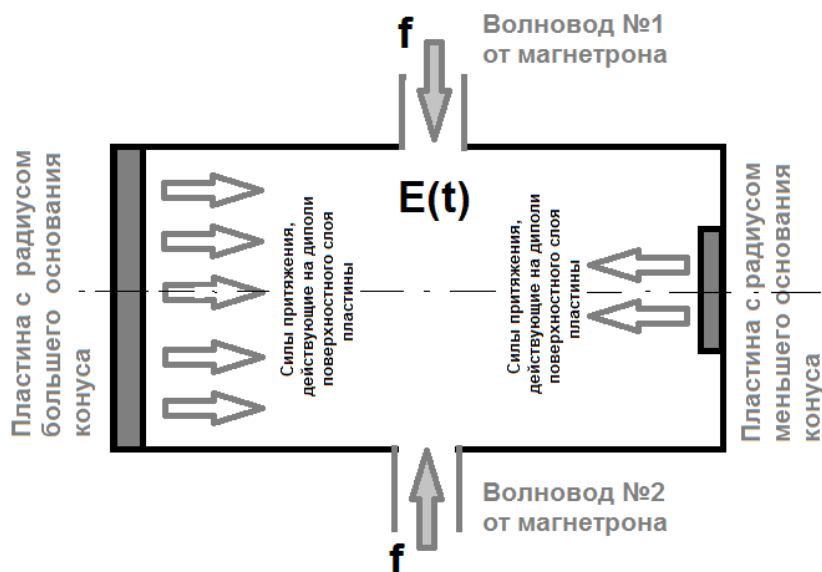 f
Волновод №1
от магнетрона
Пластина с радиусом
большего основания
конуса
Силы притяжения,
действующие на диполи
поверхностного слоя
пластины
E(t)
Силы притяжения,
действующие на диполи
поверхностного слоя
пластины
Пластина с радиусом
меньшего основания
конуса
Волновод №2
от магнетрона
f